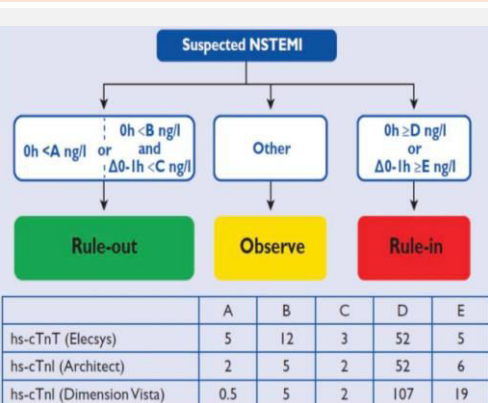 Suspected NSTEMI
0h <A ng/l or 0h <B ng/l
and
Δ0-1h <C ng/l
Other
0h ≥D ng/l
or
Δ0-1h ≥E ng/l
Rule-out
Observe
Rule-in
A B C D E
hs-cTnT (Elecsys) 5 12 3 52 5
hs-cTnI (Architect) 2 5 2 52 6
hs-cTnI (Dimension Vista) 0.5 5 2 107 19